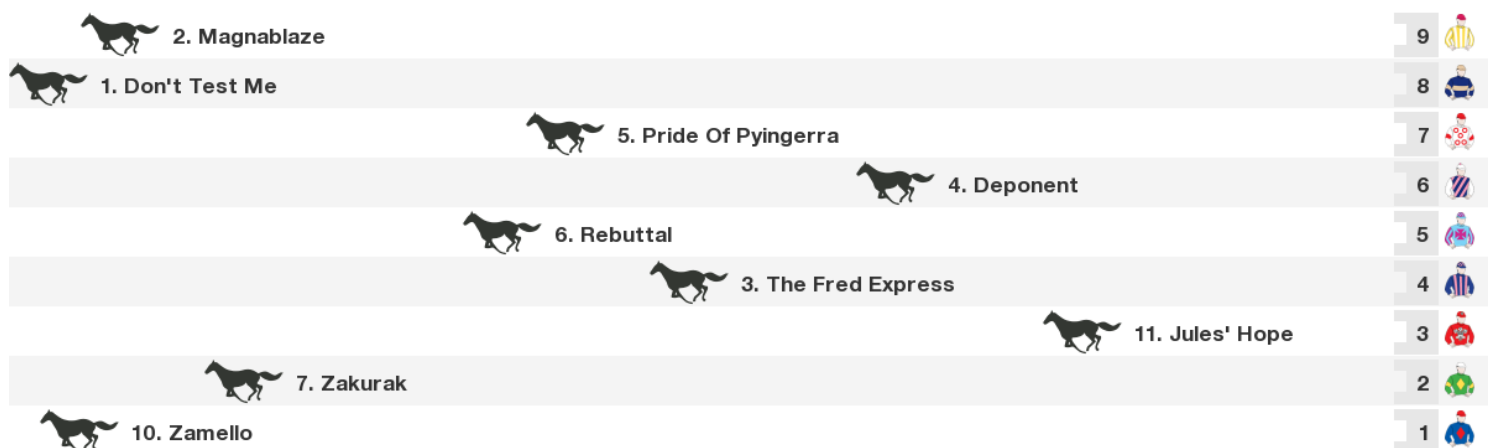 2. Magnablaze 9
1. Don't Test Me 8
5. Pride Of Pyingerra 7
4. Deponent 6
6. Rebuttal 5
3. The Fred Express 4
11. Jules' Hope 3
7. Zakurak 2
10. Zamello 1